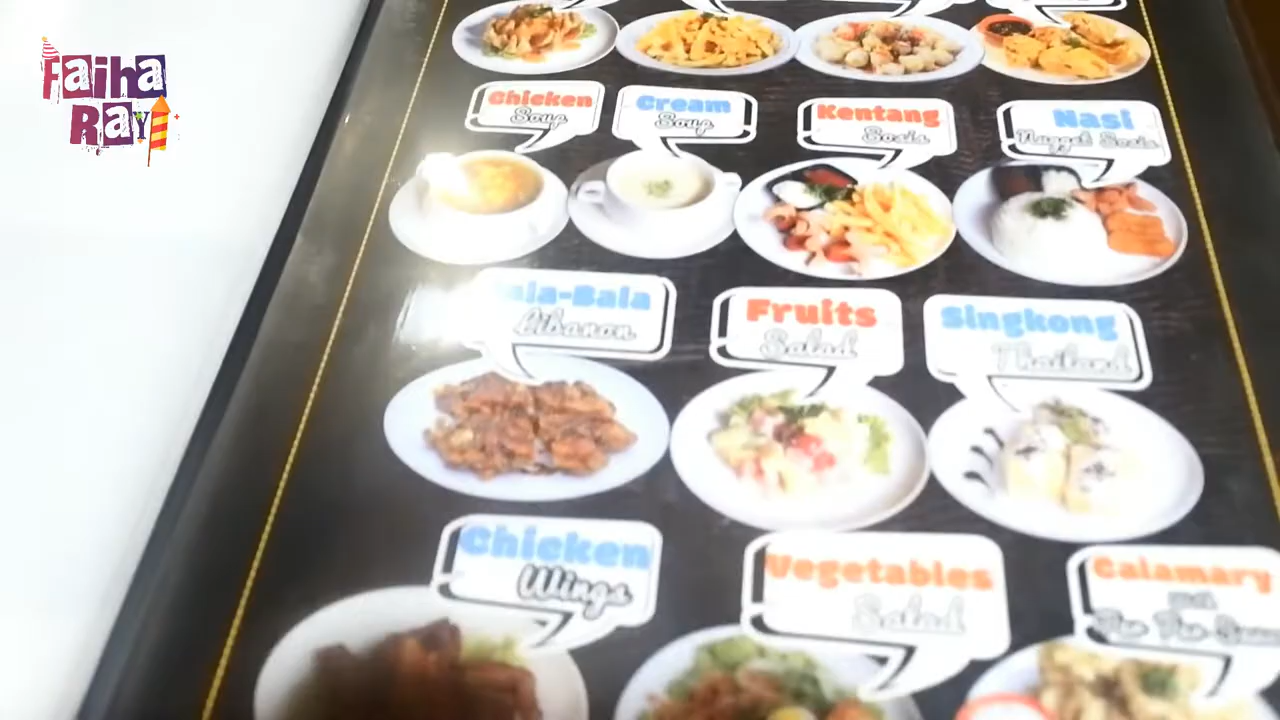 Faiha
Ray
Chicken
Soup
Cream
Soup
Kentang
Sosis
Nasi
Nugget Sosis
-Bala
Libanon
Fruits
Salad
Singkong
Thailand
Chicken
Wings
Vegetables
Salad
Calamary